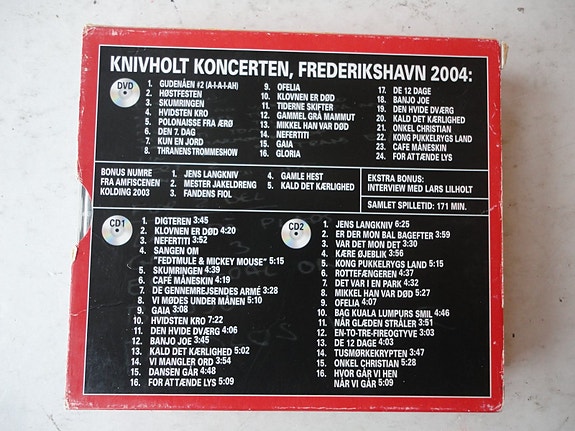 KNIVHOLT KONCERTEN, FREDERIKSHAVN 2004:
DVD
1. GUDENÅEN #2 (A-I-A-I-AH)
2. HØSTFESTEN
3. SKUMRINGEN
4. HVIDSTEN KRO
5. POLONAISSE FRA ÆRØ
6. DEN 7. DAG
7. KUN EN JORD
8. THRANENSTROMMESHOW
9. OFELIA
10. KLOVNEN ER DØD
11. TIDERNE SKIFTER
12. GAMMEL GRÅ MAMMUT
13. MIKKEL HAN VAR DØD
14. NEFERTITI
15. GAIA
16. GLORIA
17. DE 12 DAGE
18. BANJO JOE
19. DEN HVIDE DVÆRG
20. KALD DET KÆRLIGHED
21. ONKEL CHRISTIAN
22. KONG PUKKELRYGS LAND
23. CAFE MÅNESKIN
24. FOR AT ÆNDE LYS
BONUS NUMRE
FRA AMFISCENEN
KOLDING 2003
1. JENS LANGKNIV
2. MESTER JAKELDRENG
3. FANDENS FIOL
4. GAMLE HEST
5. KALD DET KÆRLIGHED
EKSTRA BONUS:
INTERVIEW MED LARS LILHOLT
SAMLET SPILLETID: 171 MIN.
CD1
1. DIGTEREN 3:45
2. KLOVNEN ER DØD 4:20
3. NEFERTITI 3:52
4. SANGEN OM
"FEDTMULE & MICKEY MOUSE" 5:15
5. SKUMRINGEN 4:39
6. CAFE MÅNESKIN 4:19
7. DE GENNEMREJSENDES ARMÉ 3:28
8. VI MØDES UNDER MÅNEN 5:10
9. GAIA 3:08
10. HVIDSTEN KRO 7:22
11. DEN HVIDE DVÆRG 4:06
12. BANJO JOE 3:45
13. KALD DET KÆRLIGHED 5:02
14. VI MANGLER ORD 3:54
15. DANSEN GÅR 4:48
16. FOR AT ÆNDE LYS 5:09
CD2
1. JENS LANGKNIV 6:25
2. ER DER MON BAL BAGEFTER 3:59
3. VAR DET MON DET 3:30
4. KÆRE ØJEBLIK 3:56
5. KONG PUKKELRYGS LAND 5:15
6. ROTTEFÆNGEREN 4:37
7. DET VAR I EN PARK 4:32
8. MIKKEL HAN VAR DØD 5:27
9. OFELIA 4:07
10. BAG KUALA LUMPURS SMIL 4:46
11. NÅR GLÆDEN STRÅLER 3:51
12. EN-TO-TRE-FIREOGTYVE 3:03
13. DE 12 DAGE 4:03
14. TUSMØRKEKRYPTEN 3:47
15. ONKEL CHRISTIAN 5:28
16. HVOR GÅR VI HEN
NÅR VI GÅR 5:09